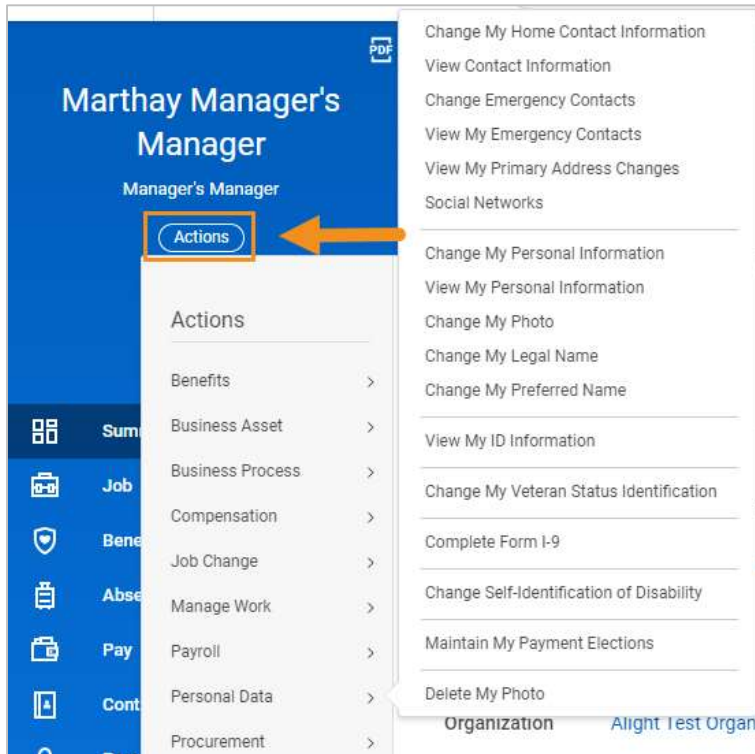 PDF
Marthay Manager's
Manager
Manager's Manager
Actions
Actions
Benefits
Business Asset
Business Process
Compensation
Job Change
Manage Work
Payroll
Personal Data
Procurement
Job
Pay
Change My Home Contact Information
View Contact Information
Change Emergency Contacts
View My Emergency Contacts
View My Primary Address Changes
Social Networks
Change My Personal Information
View My Personal Information
Change My Photo
Change My Legal Name
Change My Preferred Name
View My ID Information
Change My Veteran Status Identification
Complete Form I-9
Change Self-Identification of Disability
Maintain My Payment Elections
Delete My Photo
Organization
Alight Test Organ